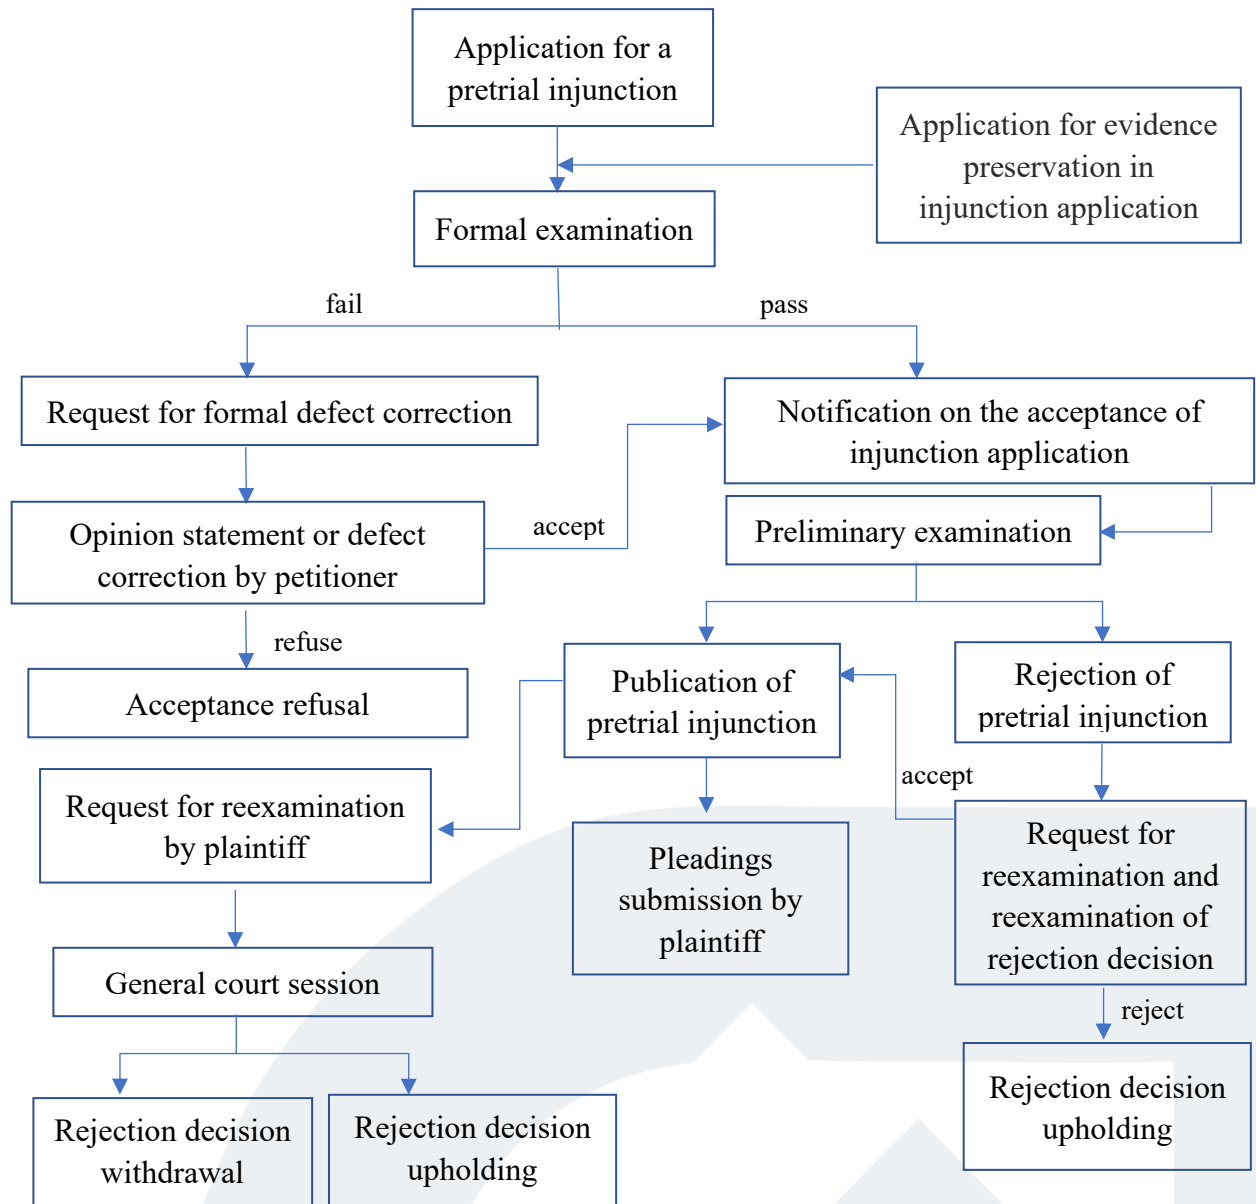 Application for a
pretrial injunction
Application for evidence
preservation in
injunction application
Formal examination
fail
pass
Request for formal defect correction
Notification on the acceptance of
injunction application
Opinion statement or defect
correction by petitioner
accept
Preliminary examination
refuse
Acceptance refusal
Publication of
pretrial injunction
Rejection of
pretrial injunction
accept
Request for reexamination
by plaintiff
Pleadings
submission by
plaintiff
Request for
reexamination and
reexamination of
rejection decision
General court session
reject
Rejection decision
withdrawal
Rejection decision
upholding
Rejection decision
upholding